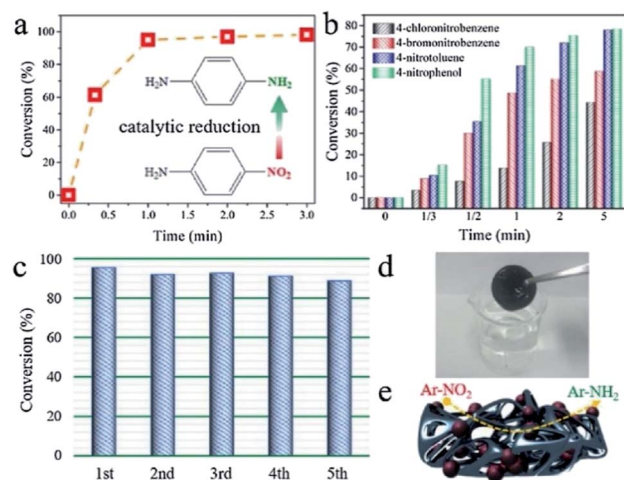 a
Conversion (%)
100
80
60
40
20
0
H₂N
NH₂
catalytic reduction
H₂N
NO₂
0.0 0.5 1.0 1.5 2.0 2.5 3.0
Time (min)
b
Conversion (%)
80
70
60
50
40
30
20
10
0
4-chloronitrobenzene
4-bromonitrobenzene
4-nitrotoluene
4-nitrophenol
0 1/3 1/2 1 2 5
Time (min)
c
Conversion (%)
100
80
60
40
20
0
1st 2nd 3rd 4th 5th
d
e
Ar-NO₂ Ar-NH₂